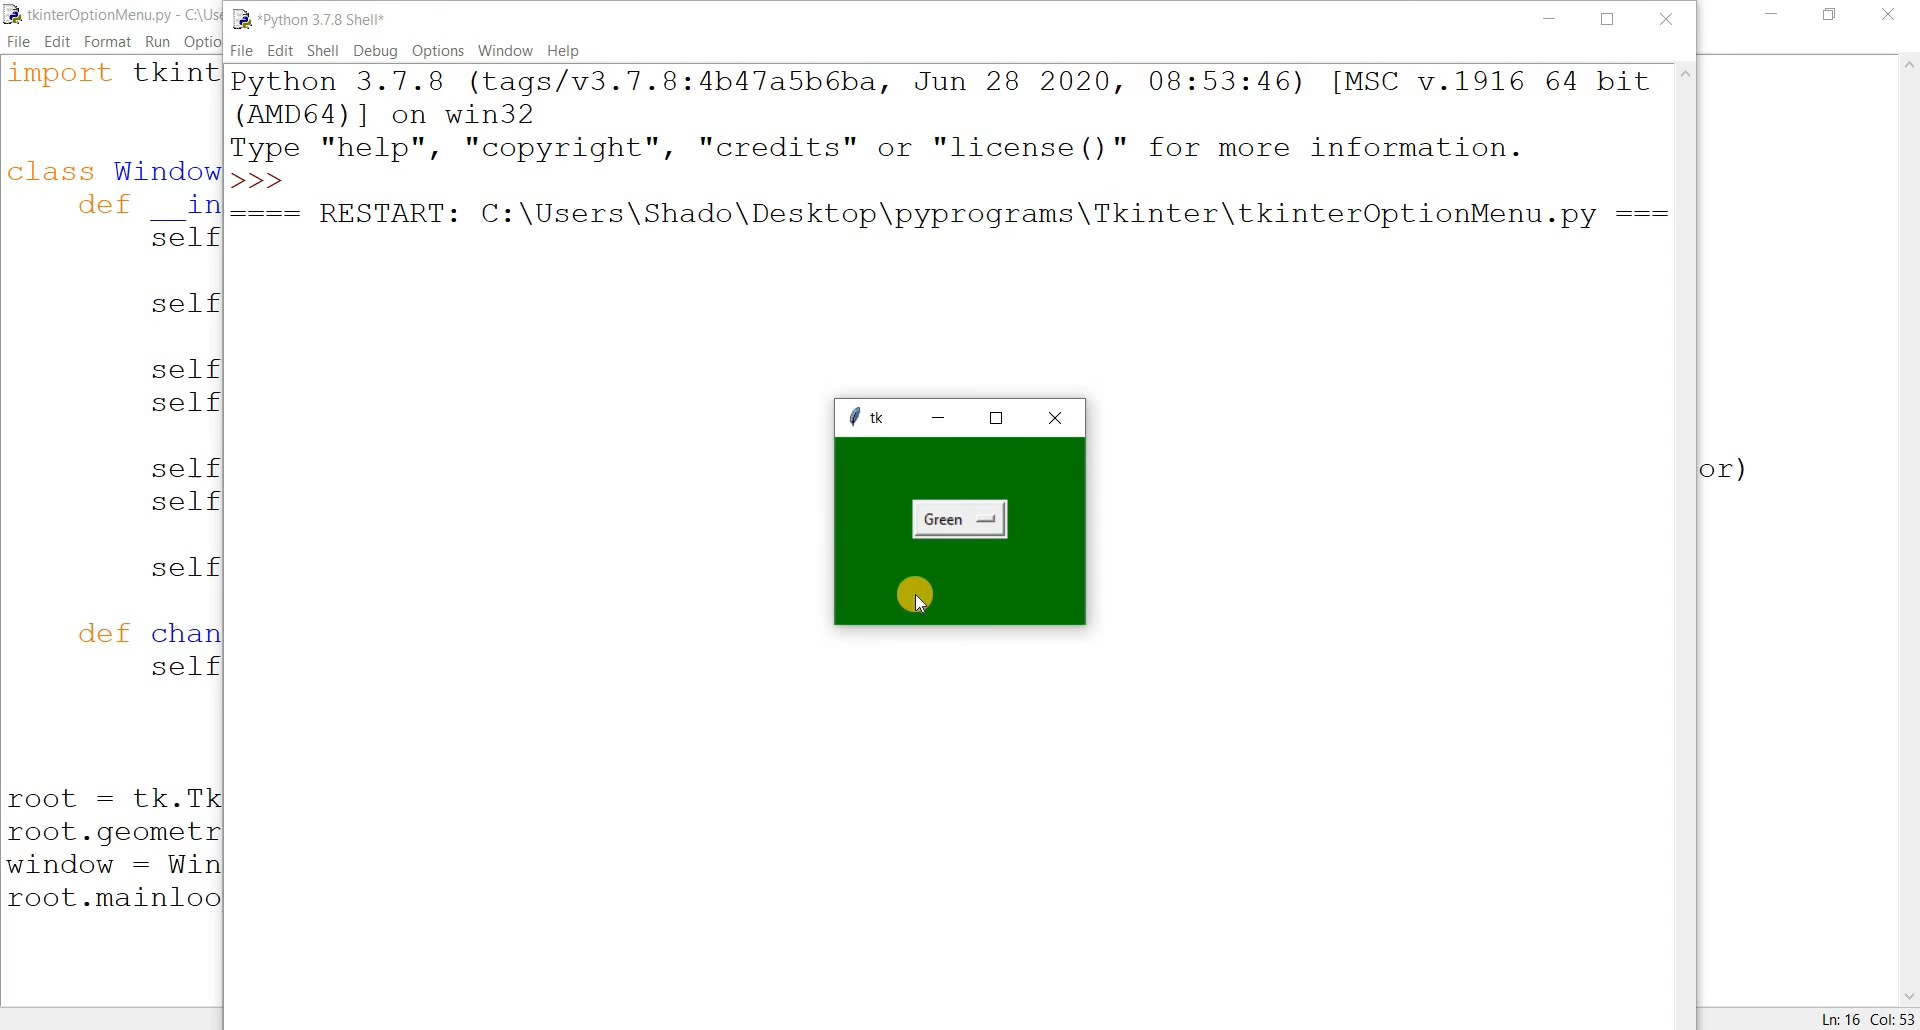 tkinterOptionMenu.py - C:\Use
File Edit Format Run Optio
import tkint
class Window
def __in
self
self
self
self
self
self
self
def chan
self
root = tk.Tk
root.geometr
window = Win
root.mainloo
*Python 3.7.8 Shell*
File Edit Shell Debug Options Window Help
Python 3.7.8 (tags/v3.7.8:4b47a5b6ba, Jun 28 2020, 08:53:46) [MSC v.1916 64 bit
(AMD64)] on win32
Type "help", "copyright", "credits" or "license()" for more information.
>>>
==== RESTART: C:\Users\Shado\Desktop\pyprograms\Tkinter\tkinterOptionMenu.py ===
tk
Green
or)
Ln: 16 Col: 53